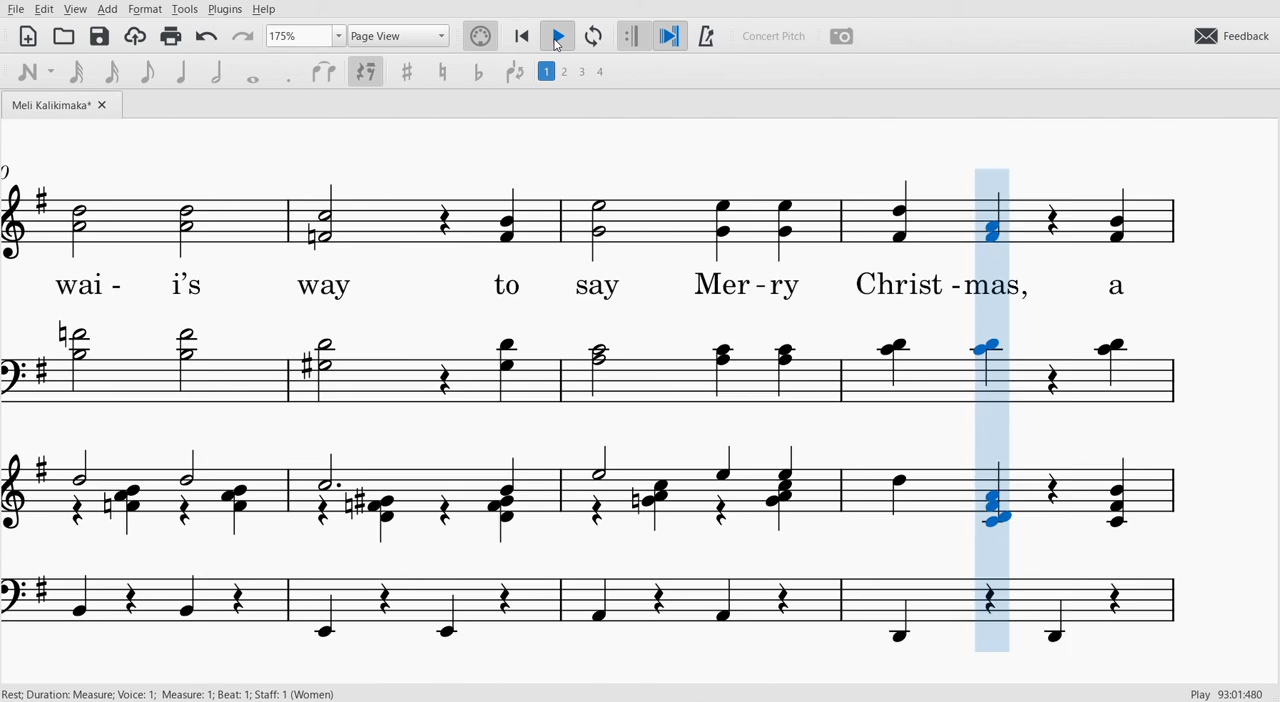 File Edit View Add Format Tools Plugins Help
175% Page View Concert Pitch Feedback
1 2 3 4
Meli Kalikimaka*
0
wai - i's way to say Mer - ry Christ - mas, a
Rest; Duration: Measure; Voice: 1; Measure: 1; Beat: 1; Staff: 1 (Women) Play 93:01:480